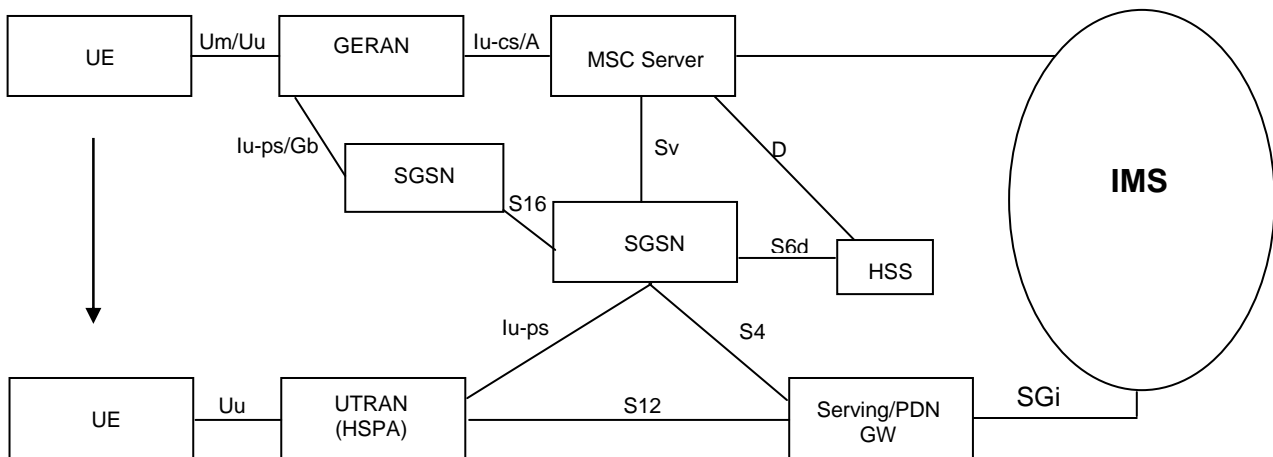 UE
Um/Uu
GERAN
Iu-cs/A
MSC Server
Iu-ps/Gb
SGSN
S16
Sv
D
IMS
SGSN
S6d
HSS
Iu-ps
S4
UE
Uu
UTRAN
(HSPA)
S12
Serving/PDN
GW
SGi